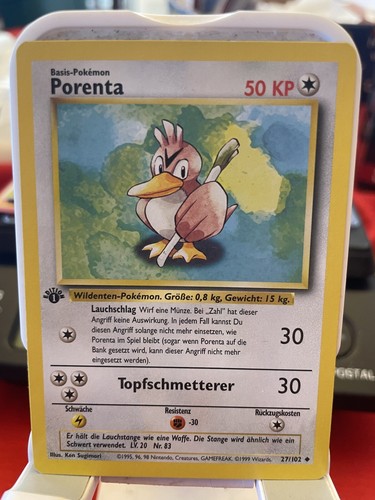 Basis-Pokémon
Porenta
50 KP
EDITION
1
Wildenten-Pokémon. Größe: 0,8 kg, Gewicht: 15 kg.
Lauchschlag Wirf eine Münze. Bei „Zahl" hat dieser
Angriff keine Auswirkung. In jedem Fall kannst Du
diesen Angriff solange nicht mehr einsetzen, wie
Porenta im Spiel bleibt (sogar wenn Porenta auf die
Bank gesetzt wird, kann dieser Angriff nicht mehr
eingesetzt werden).
30
Topfschmetterer
30
Schwäche
Resistenz
Rückzugskosten
-30
Er hält die Lauchstange wie eine Waffe. Die Stange wird ähnlich wie ein
Schwert verwendet. LV. 20 Nr. 83
Illus. Ken Sugimori
©1995, 96, 98 Nintendo, Creatures, GAMEFREAK. ©1999 Wizards.
27/102